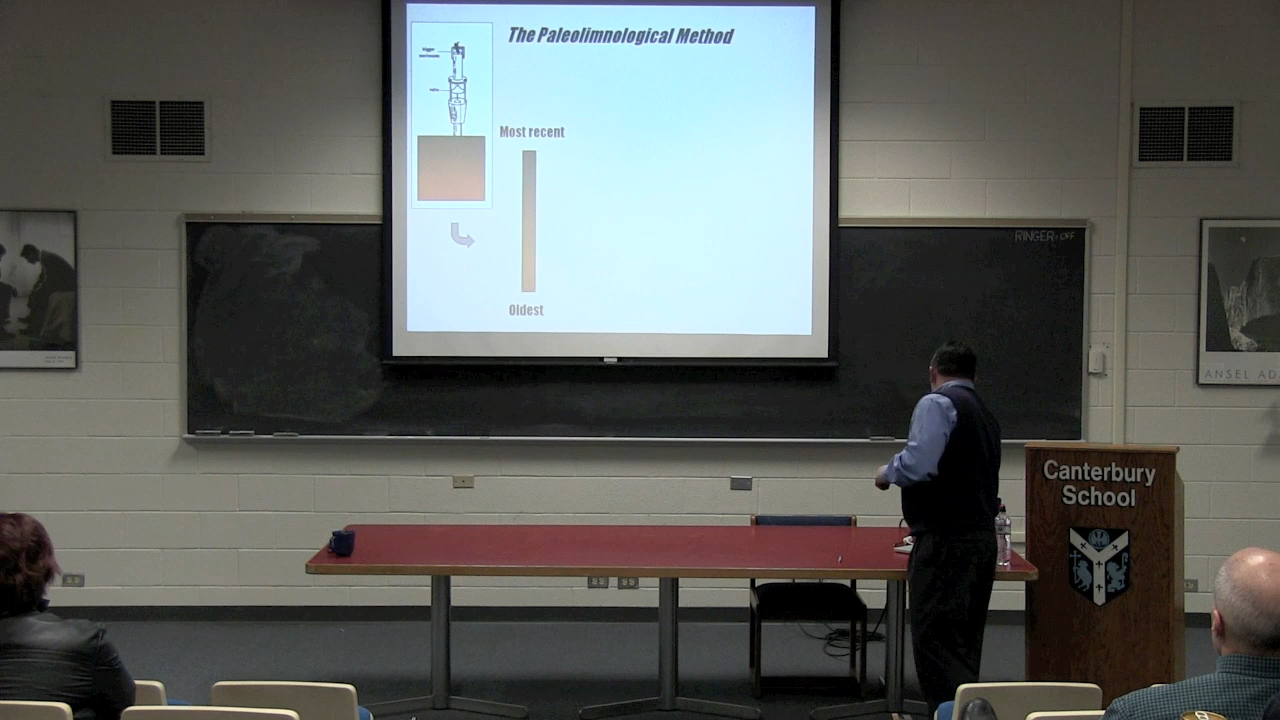 The Paleolimnological Method
Most recent
Oldest
RINGER: OFF
ANSEL AD
Canterbury
School